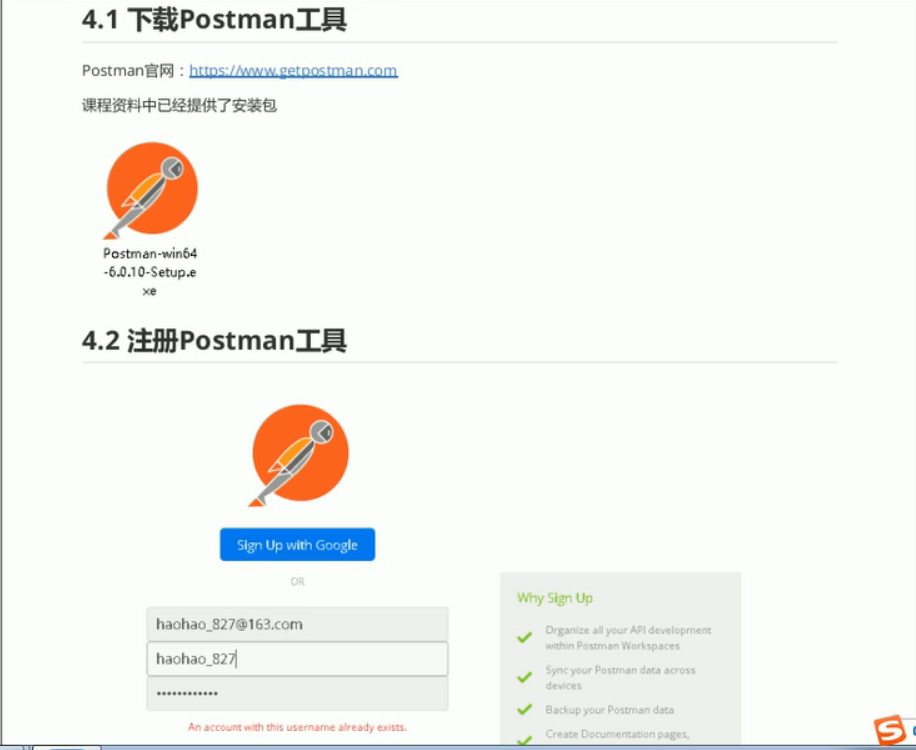 4.1 下载Postman工具
Postman官网：https://www.getpostman.com
课程资料中已经提供了安装包
Postman-win64
-6.0.10-Setup.e
xe
4.2 注册Postman工具
Sign Up with Google
OR
haohao_827@163.com
haohao_827
••••••••••••
An account with this username already exists.
Why Sign Up
Organize all your API development
within Postman Workspaces
Sync your Postman data across
devices
Backup your Postman data
Create Documentation pages,